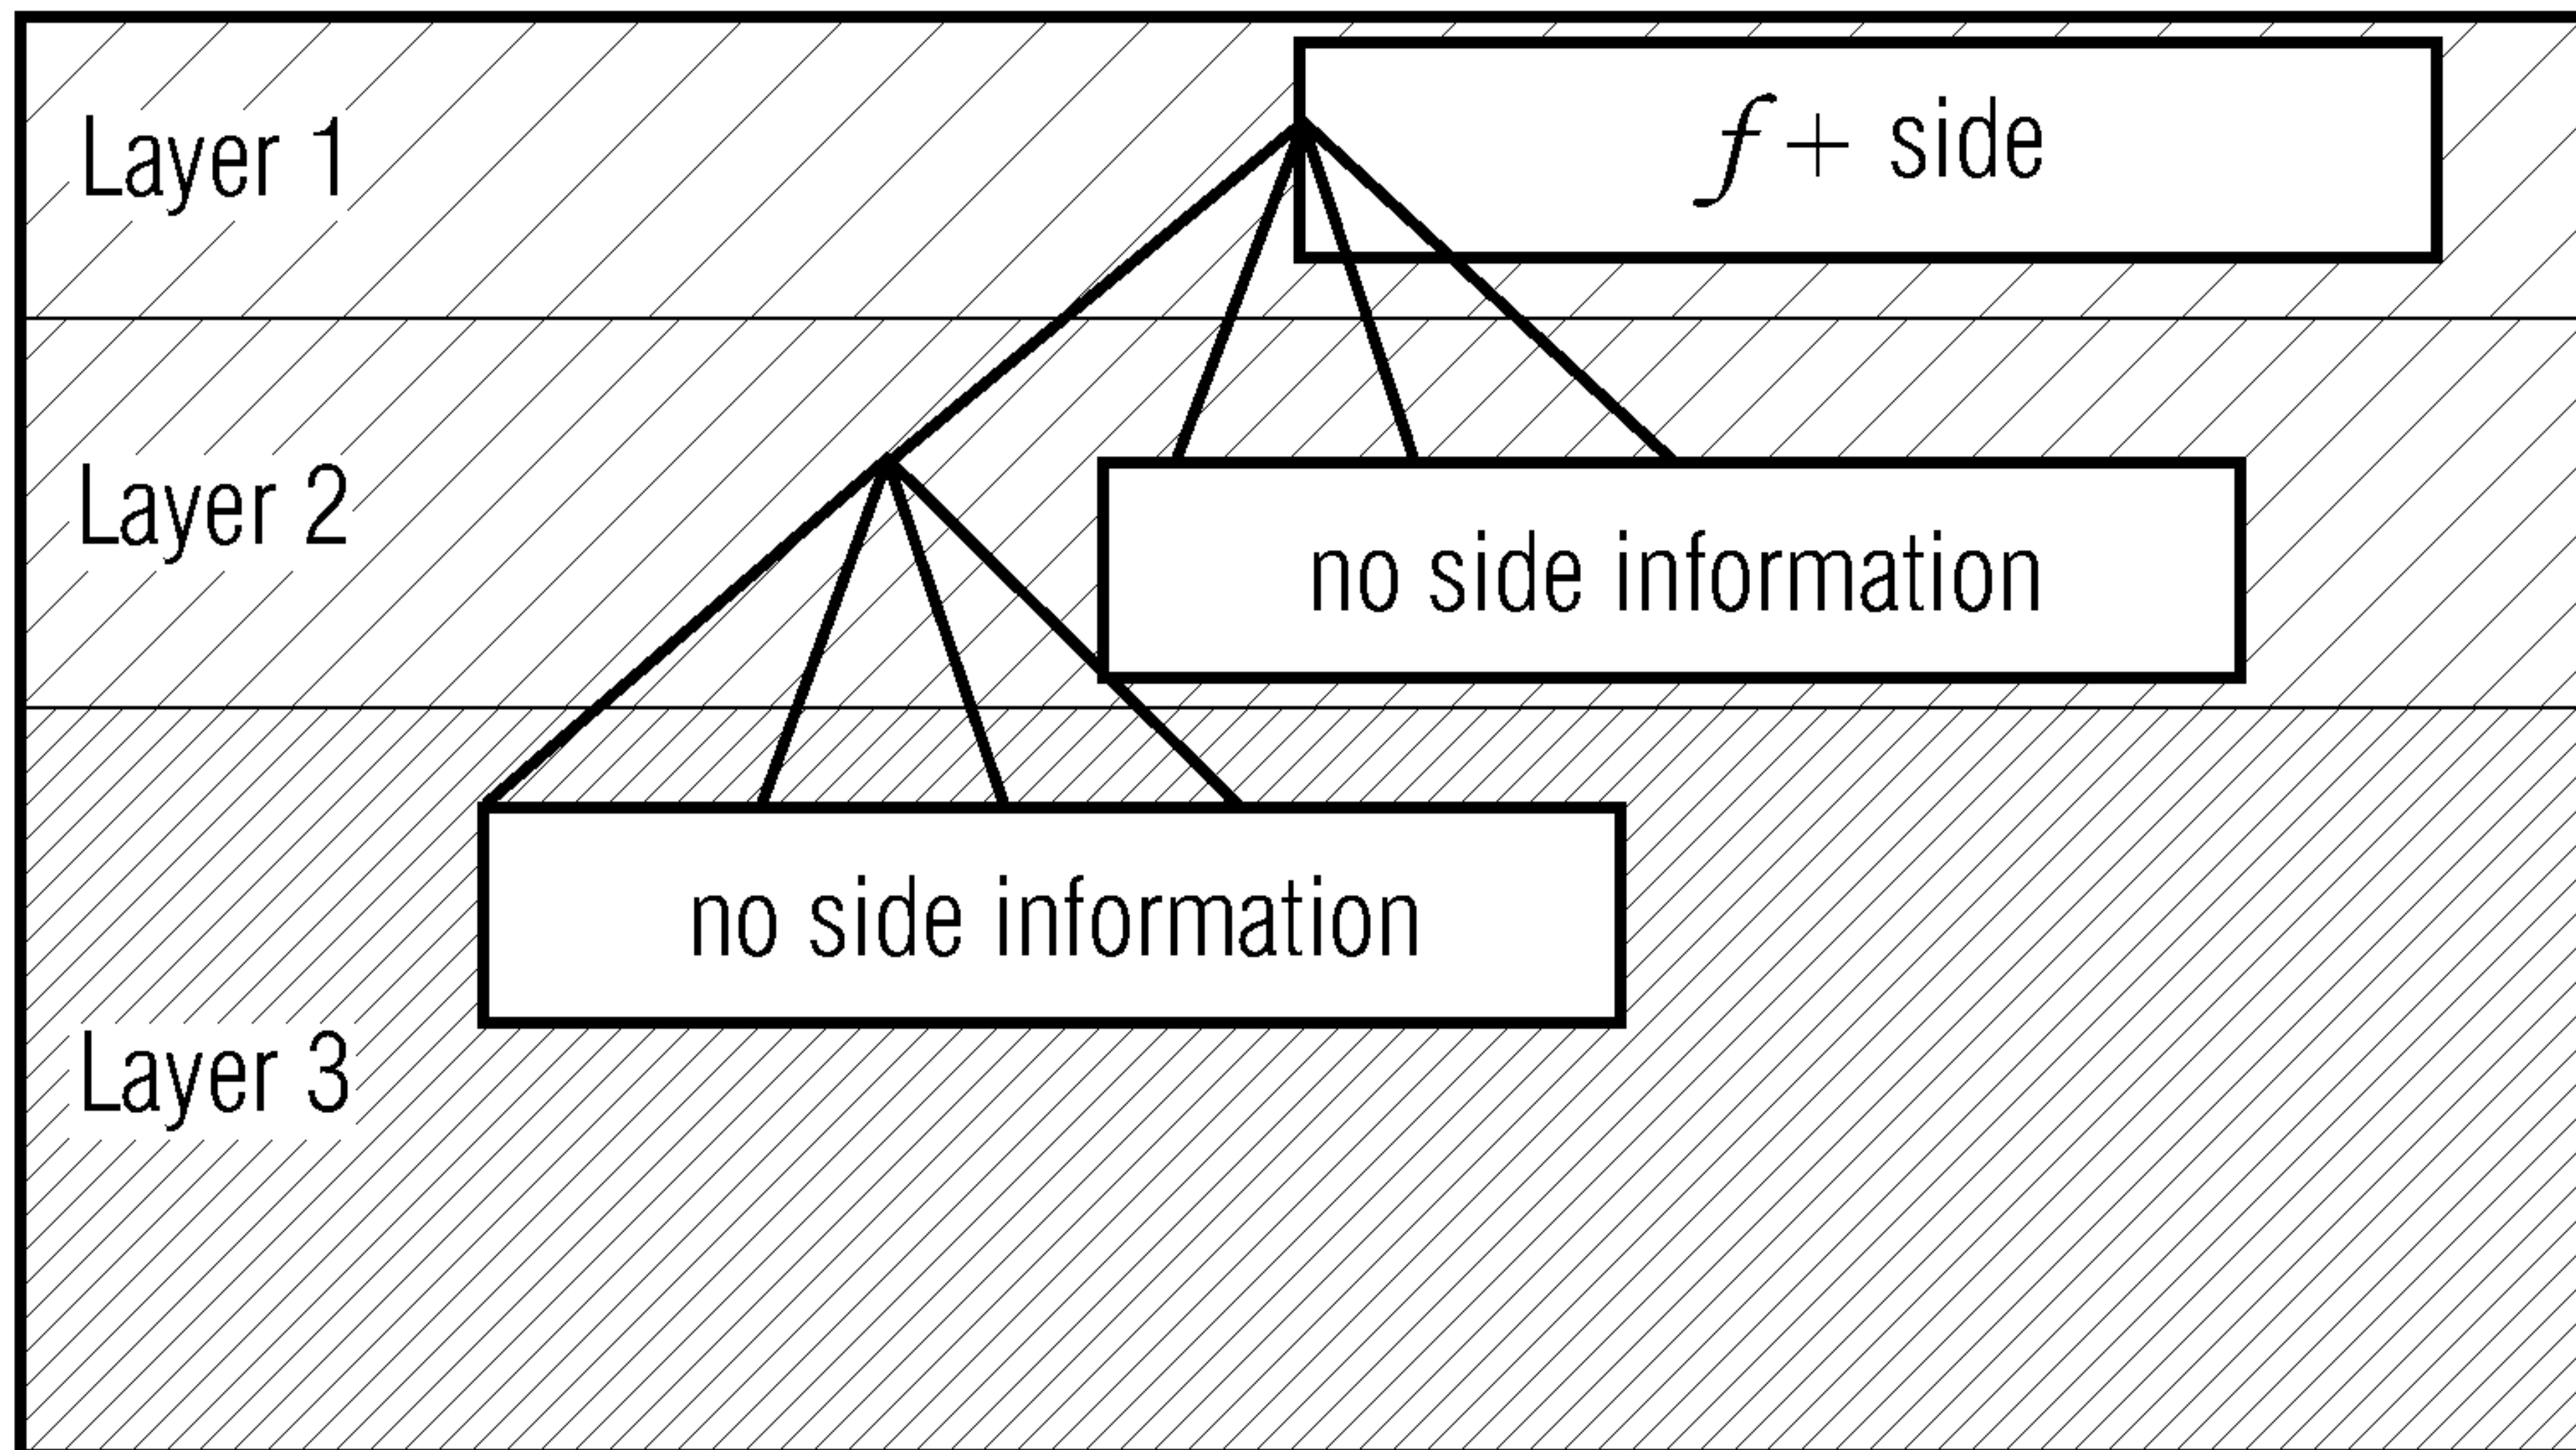 Layer 1
f + side
Layer 2
no side information
no side information
Layer 3